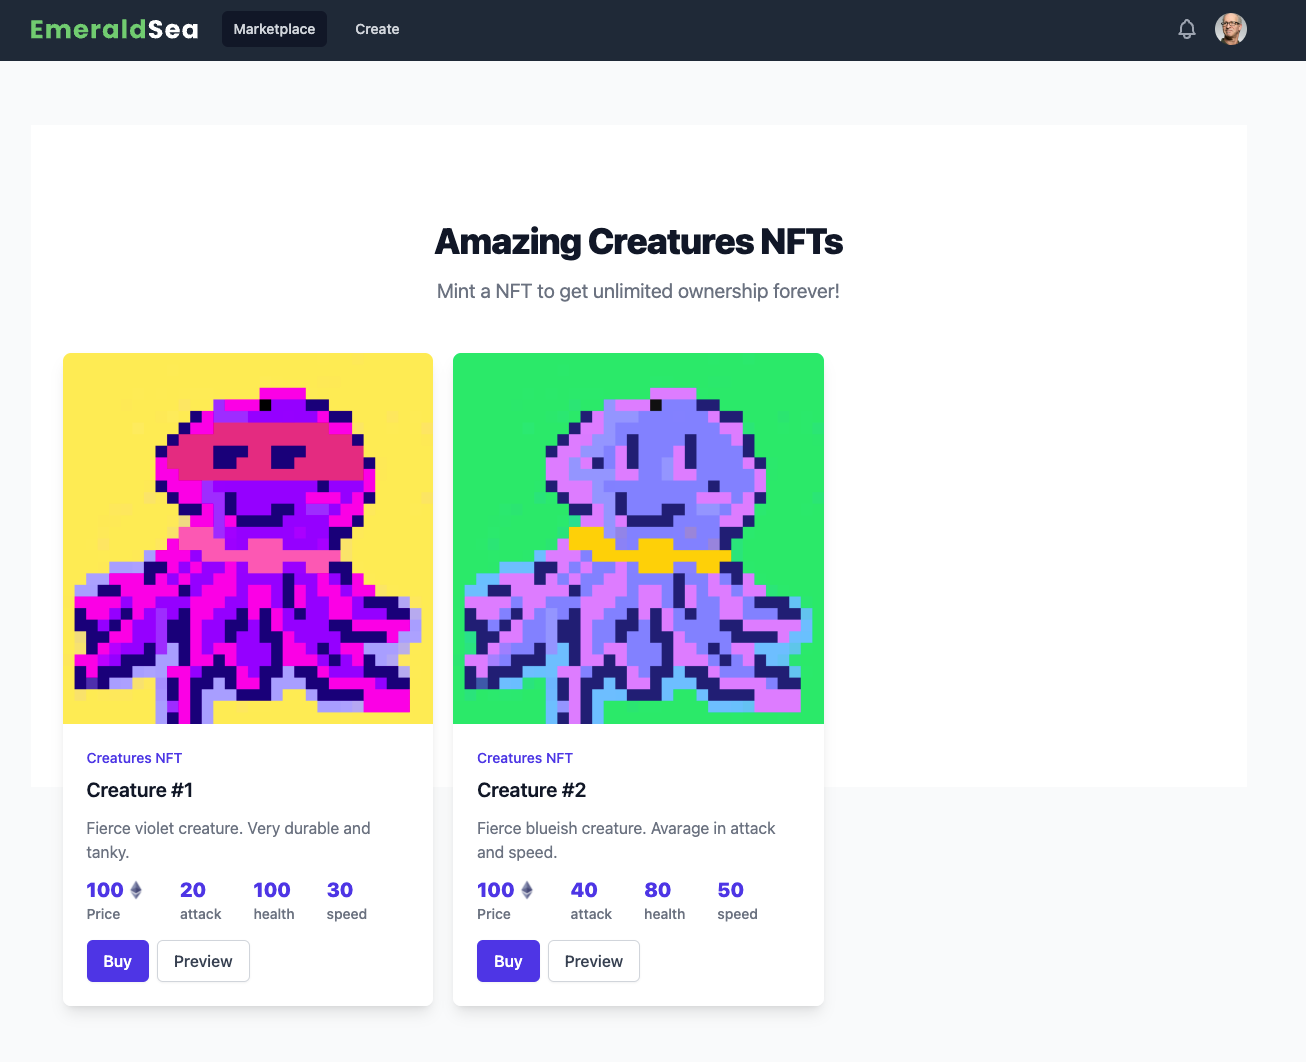 EmeraldSea Marketplace Create
Amazing Creatures NFTs
Mint a NFT to get unlimited ownership forever!
Creatures NFT
Creature #1
Fierce violet creature. Very durable and
tanky.
100 20 100 30
Price attack health speed
Buy Preview
Creatures NFT
Creature #2
Fierce blueish creature. Avarage in attack
and speed.
100 40 80 50
Price attack health speed
Buy Preview